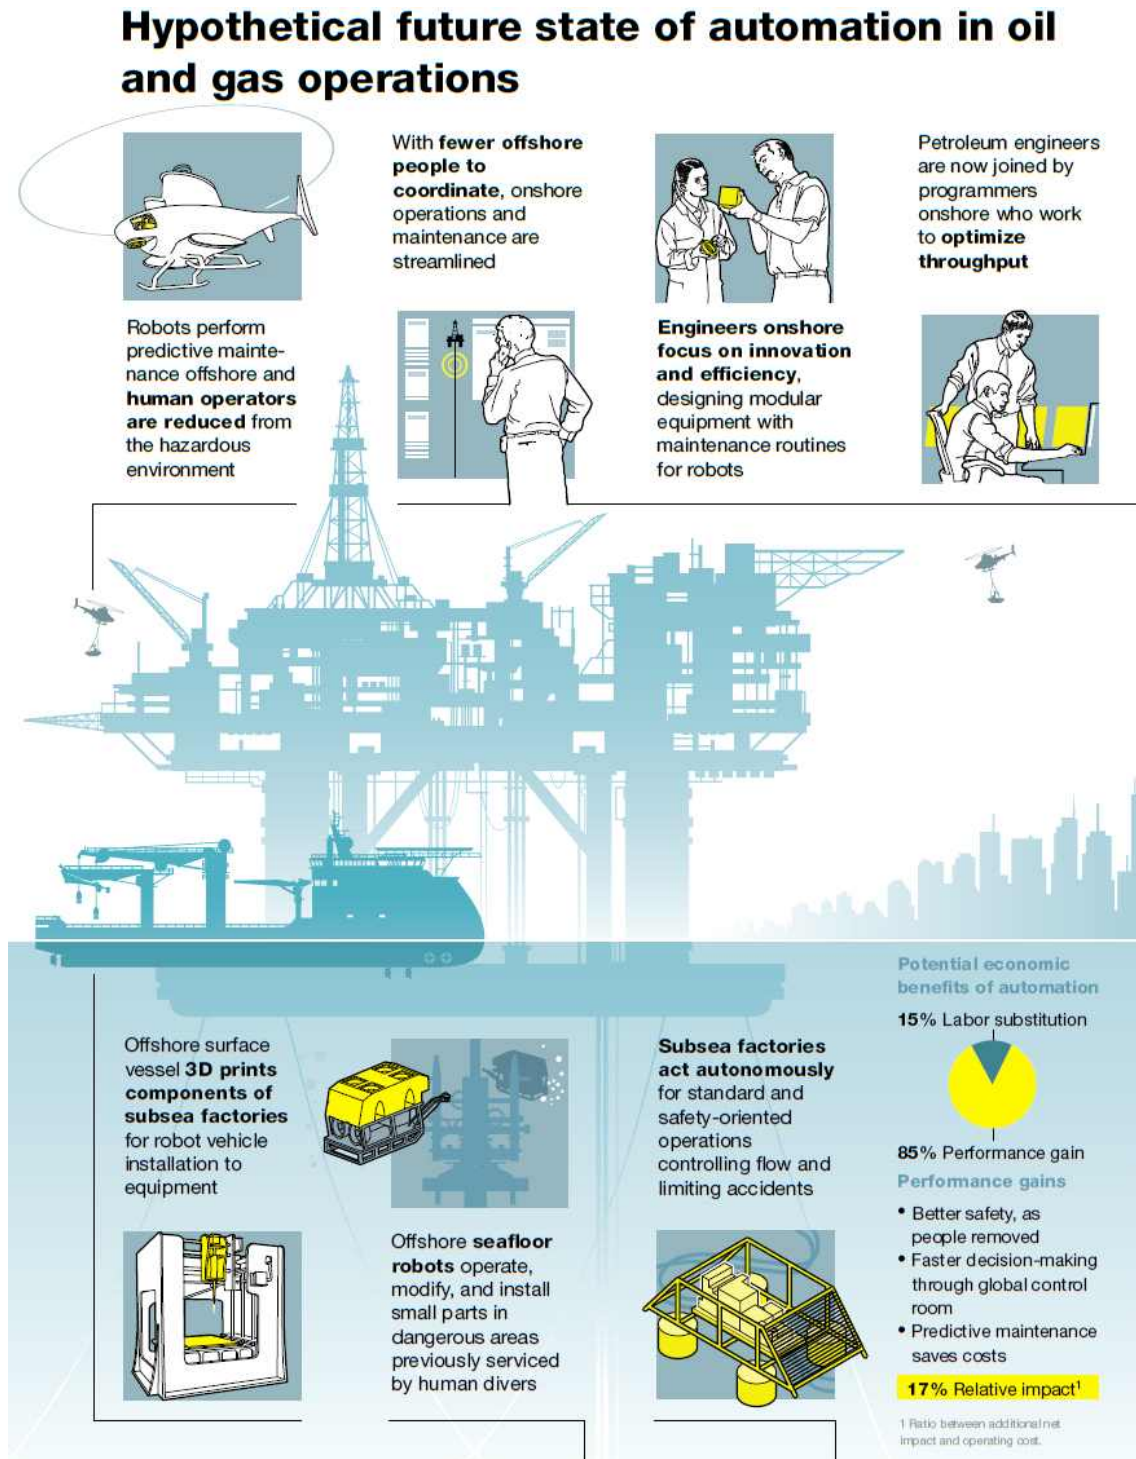 Hypothetical future state of automation in oil
and gas operations
Robots perform
predictive mainte-
nance offshore and
human operators
are reduced from
the hazardous
environment
With fewer offshore
people to
coordinate, onshore
operations and
maintenance are
streamlined
Engineers onshore
focus on innovation
and efficiency,
designing modular
equipment with
maintenance routines
for robots
Petroleum engineers
are now joined by
programmers
onshore who work
to optimize
throughput
Offshore surface
vessel 3D prints
components of
subsea factories
for robot vehicle
installation to
equipment
Offshore seafloor
robots operate,
modify, and install
small parts in
dangerous areas
previously serviced
by human divers
Subsea factories
act autonomously
for standard and
safety-oriented
operations
controlling flow and
limiting accidents
Potential economic
benefits of automation
15% Labor substitution
85% Performance gain
Performance gains
• Better safety, as
people removed
• Faster decision-making
through global control
room
• Predictive maintenance
saves costs
17% Relative impact¹
1 Ratio between additional net
impact and operating cost.